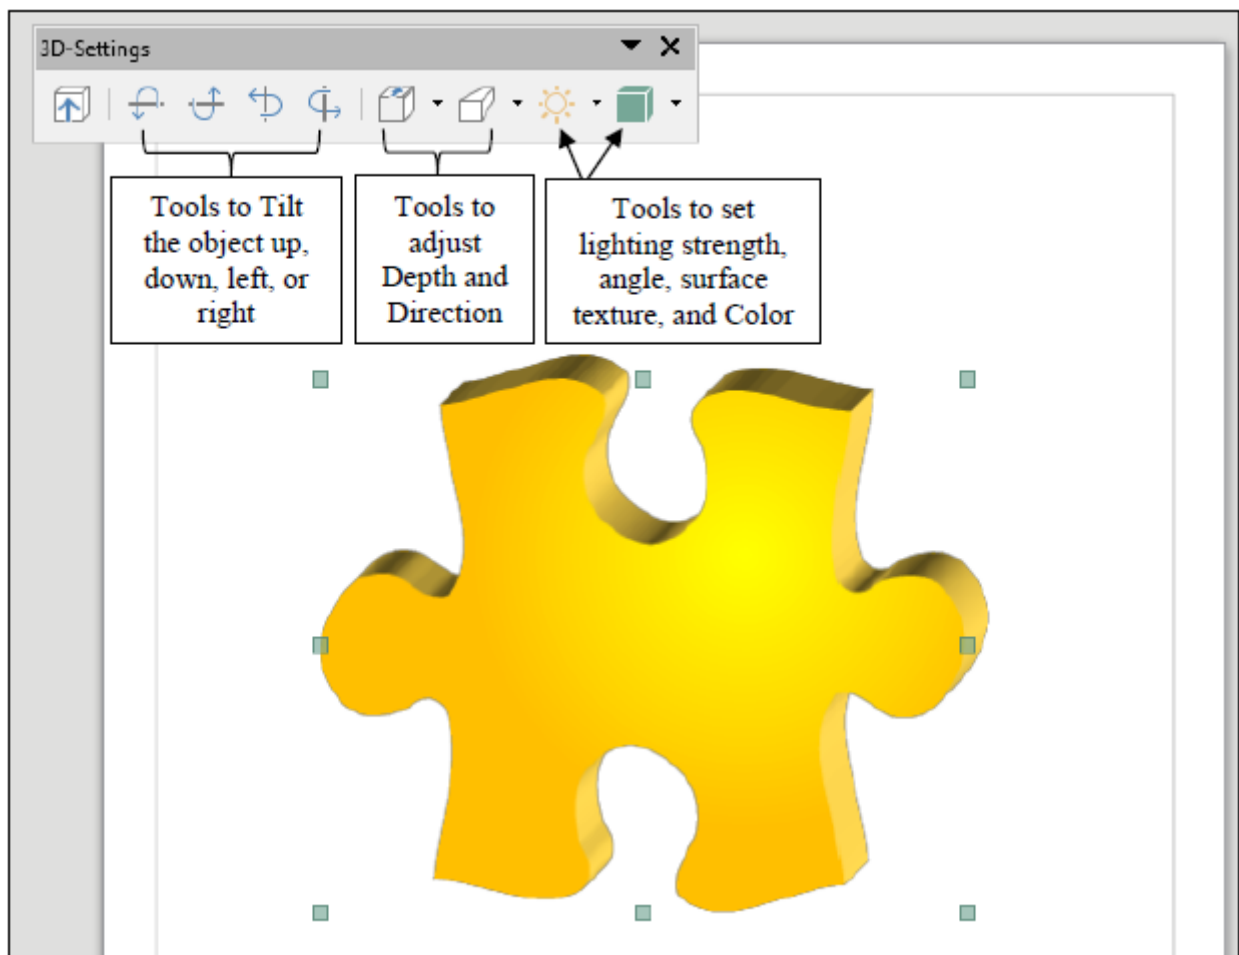 3D-Settings
Tools to Tilt
the object up,
down, left, or
right
Tools to
adjust
Depth and
Direction
Tools to set
lighting strength,
angle, surface
texture, and Color